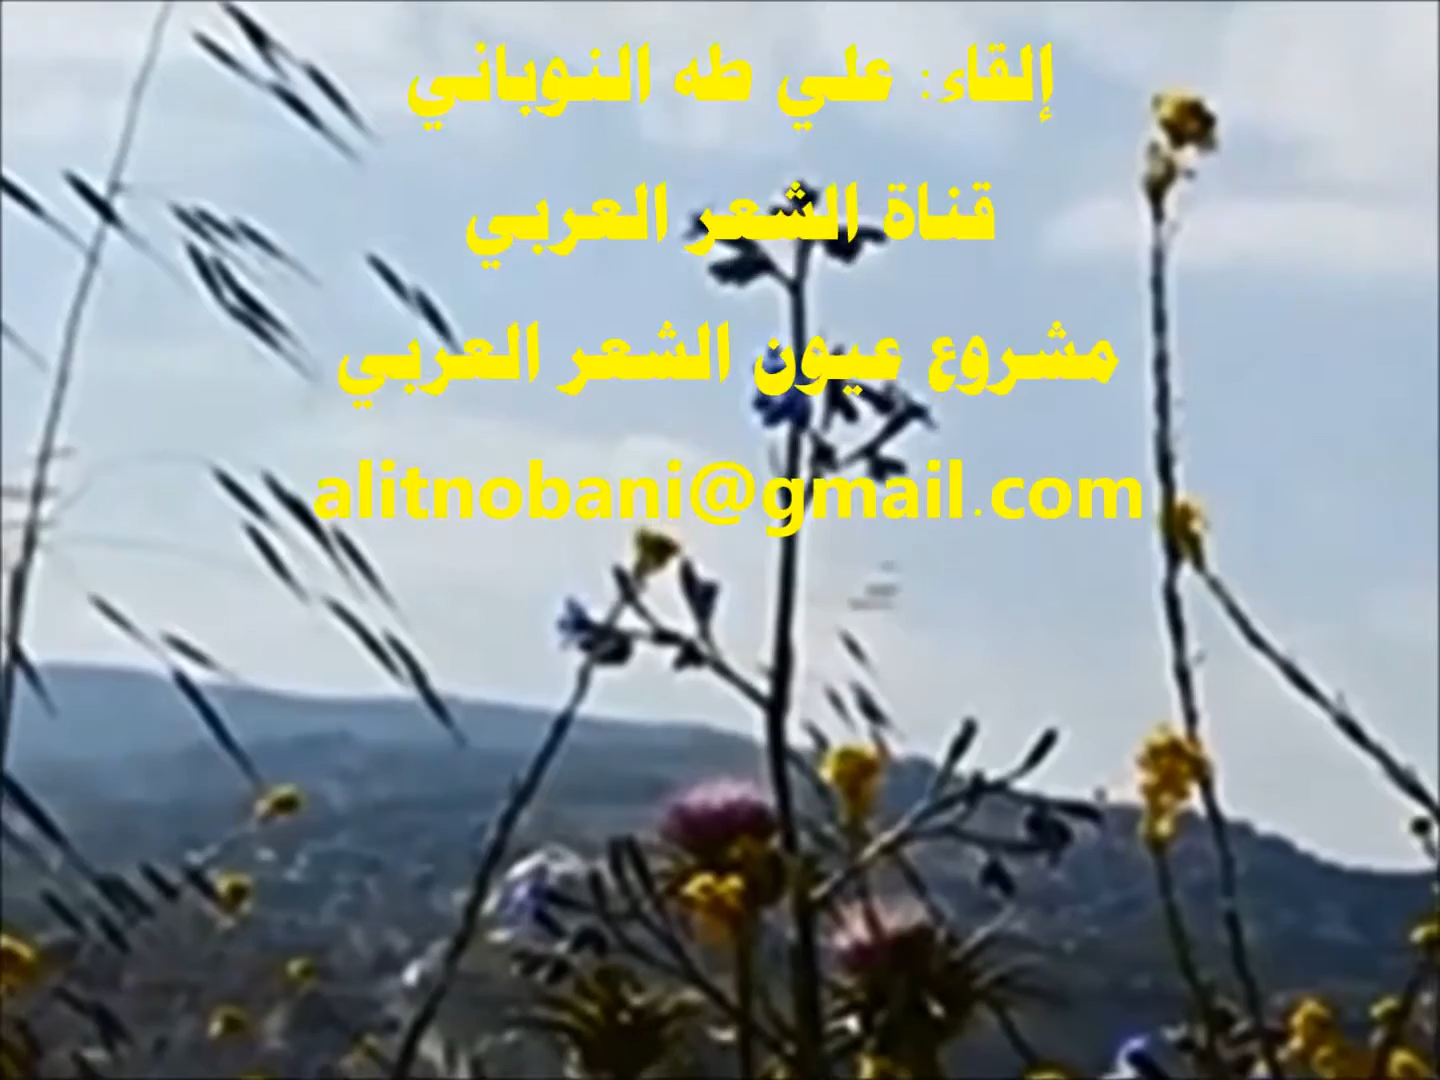 إلقاء: علي طه النوباني
قناة الشعر العربي
مشروع عيون الشعر العربي
alitnobani@gmail.com